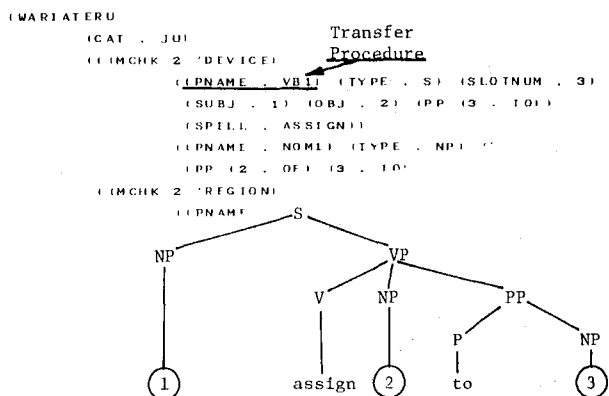 (WARIATERU
Transfer
(CAT . JU)
Procedure
(((MCHK 2 'DEVICE)
((PNAME . VB1) (TYPE . S) (SLOTNUM . 3)
(SUBJ . 1) (OBJ . 2) (PP (3 . TO))
(SPELL . ASSIGN))
((PNAME . NOM1) (TYPE . NP)
(PP (2 . OF) (3 . TO)
((MCHK 2 'REGION)
((PNAME
S
NP VP
V NP PP
P NP
1 assign 2 to 3